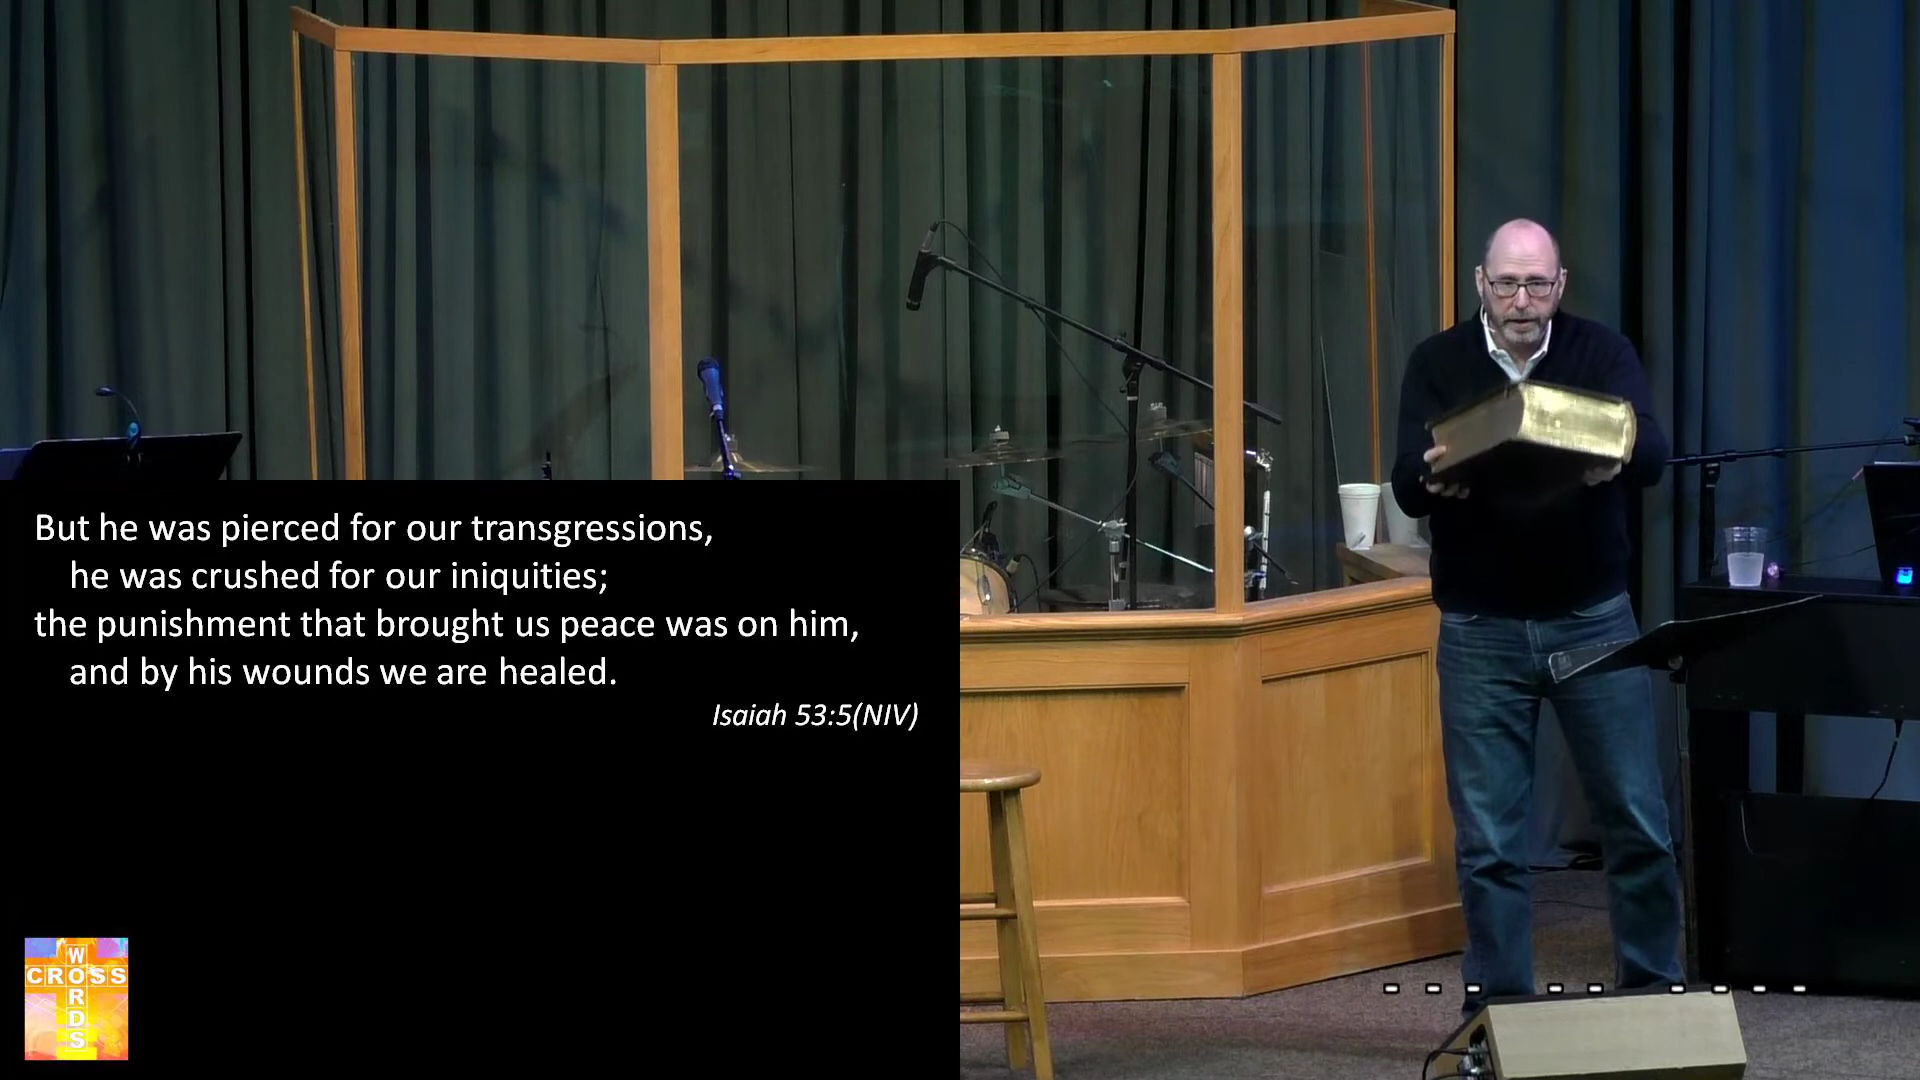 But he was pierced for our transgressions,
he was crushed for our iniquities;
the punishment that brought us peace was on him,
and by his wounds we are healed.
Isaiah 53:5(NIV)
CROSS
WORDS